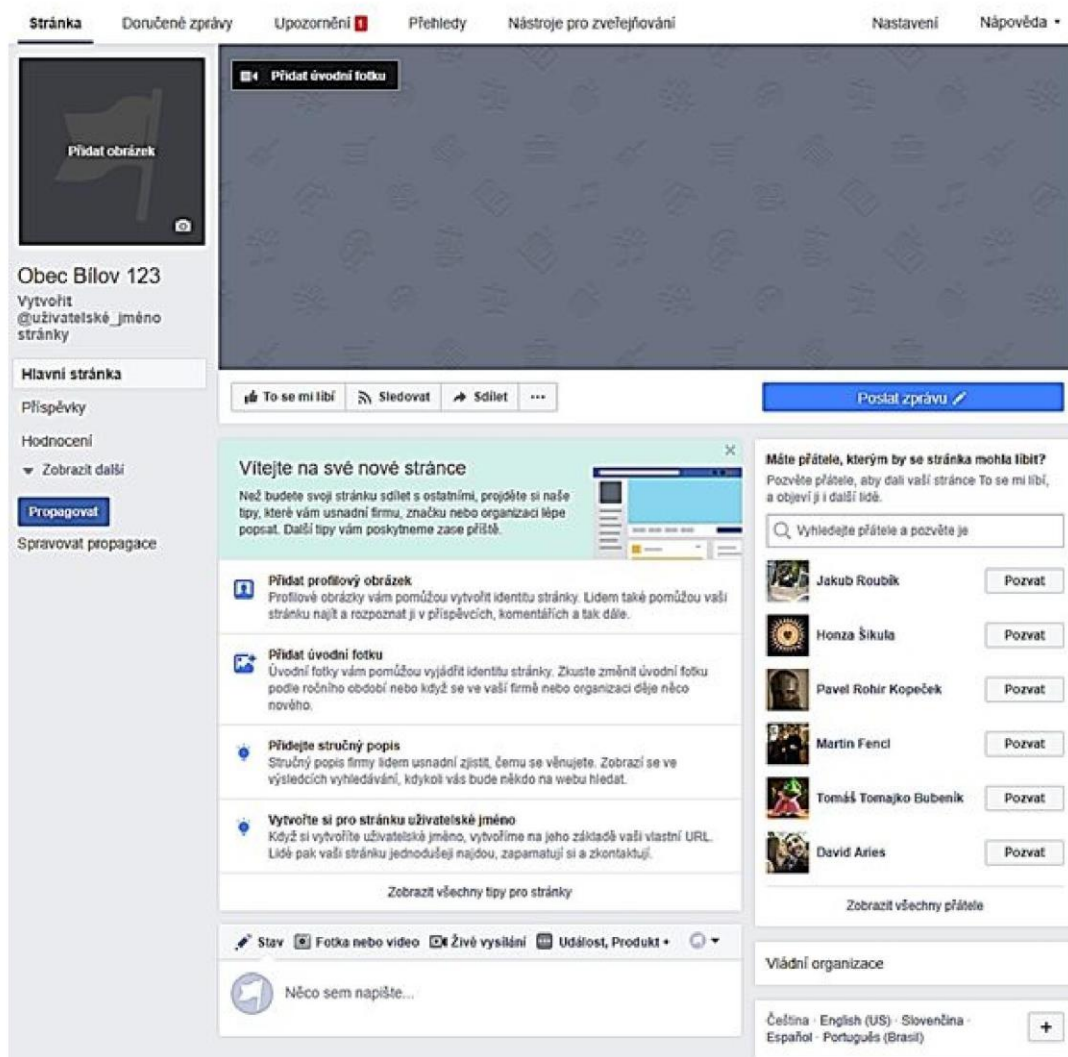 Stránka Doručené zprávy Upozornění 1 Přehledy Nástroje pro zveřejňování Nastavení Nápověda
Přidat obrázek
Obec Bílov 123
Vytvořit
@uživatelské_jméno
stránky
Hlavní stránka
Příspěvky
Hodnocení
Zobrazit další
Propagovat
Spravovat propagace
Přidat úvodní fotku
To se mi líbí Sledovat Sdílet ...
Poslat zprávu
Vítejte na své nové stránce
Než budete svoji stránku sdílet s ostatními, projděte si naše
tipy, které vám usnadní firmu, značku nebo organizaci lépe
popsat. Další tipy vám poskytneme zase příště.
Přidat profilový obrázek
Profilové obrázky vám pomůžou vytvořit identitu stránky. Lidem také pomůžou vaši
stránku najít a rozpoznat ji v příspěvcích, komentářích a tak dále.
Přidat úvodní fotku
Úvodní fotky vám pomůžou vyjádřit identitu stránky. Zkuste změnit úvodní fotku
podle ročního období nebo když se ve vaší firmě nebo organizaci děje něco
nového.
Přidejte stručný popis
Stručný popis firmy lidem usnadní zjistit, čemu se věnujete. Zobrazí se ve
výsledcích vyhledávání, kdykoli vás bude někdo na webu hledat.
Vytvořte si pro stránku uživatelské jméno
Když si vytvoříte uživatelské jméno, vytvoříme na jeho základě vaši vlastní URL.
Lidé pak vaši stránku jednodušeji najdou, zapamatují si a zkontaktují.
Zobrazit všechny tipy pro stránky
Stav Fotka nebo video Živé vysílání Událost, Produkt +
Něco sem napište...
Máte přátele, kterým by se stránka mohla líbit?
Pozvěte přátele, aby dali vaší stránce To se mi líbí,
a objeví ji i další lidé.
Vyhledejte přátele a pozvěte je
Jakub Roubík Pozvat
Honza Šikula Pozvat
Pavel Rohir Kopeček Pozvat
Martin Fencl Pozvat
Tomáš Tomajko Bubeník Pozvat
David Aries Pozvat
Zobrazit všechny přátele
Vládní organizace
Čeština · English (US) · Slovenčina ·
Español · Português (Brasil) +